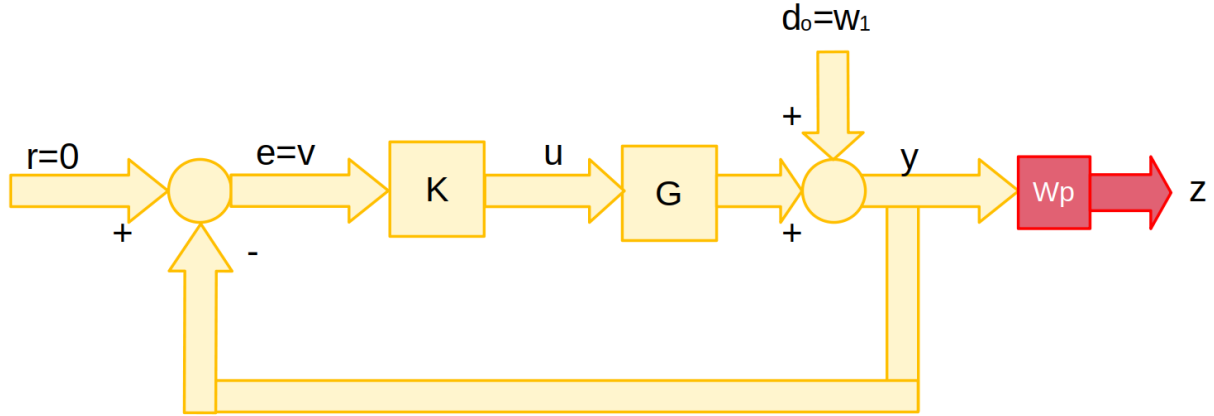 dₒ=w₁
r=0
e=v
u
y
K
G
Wp
z
+
+
+
-